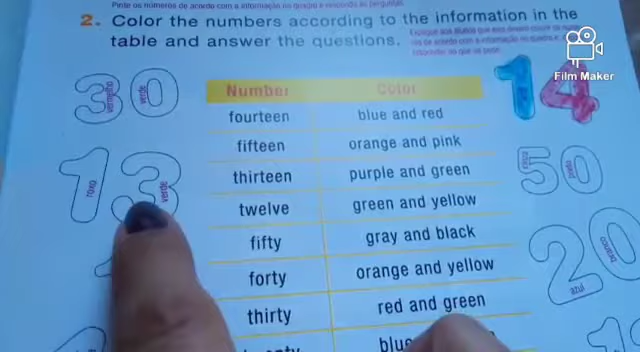 Pinte os números de acordo com a informação no quadro e responda às perguntas.
2. Color the numbers according to the information in the
table and answer the questions.
Film Maker
30
vermelho
verde
Number Color
14
fourteen blue and red
fifteen orange and pink
thirteen purple and green
twelve green and yellow
fifty gray and black
forty orange and yellow
thirty red and green
13
roxo
verde
50
cinza
preto
20
azul
branco